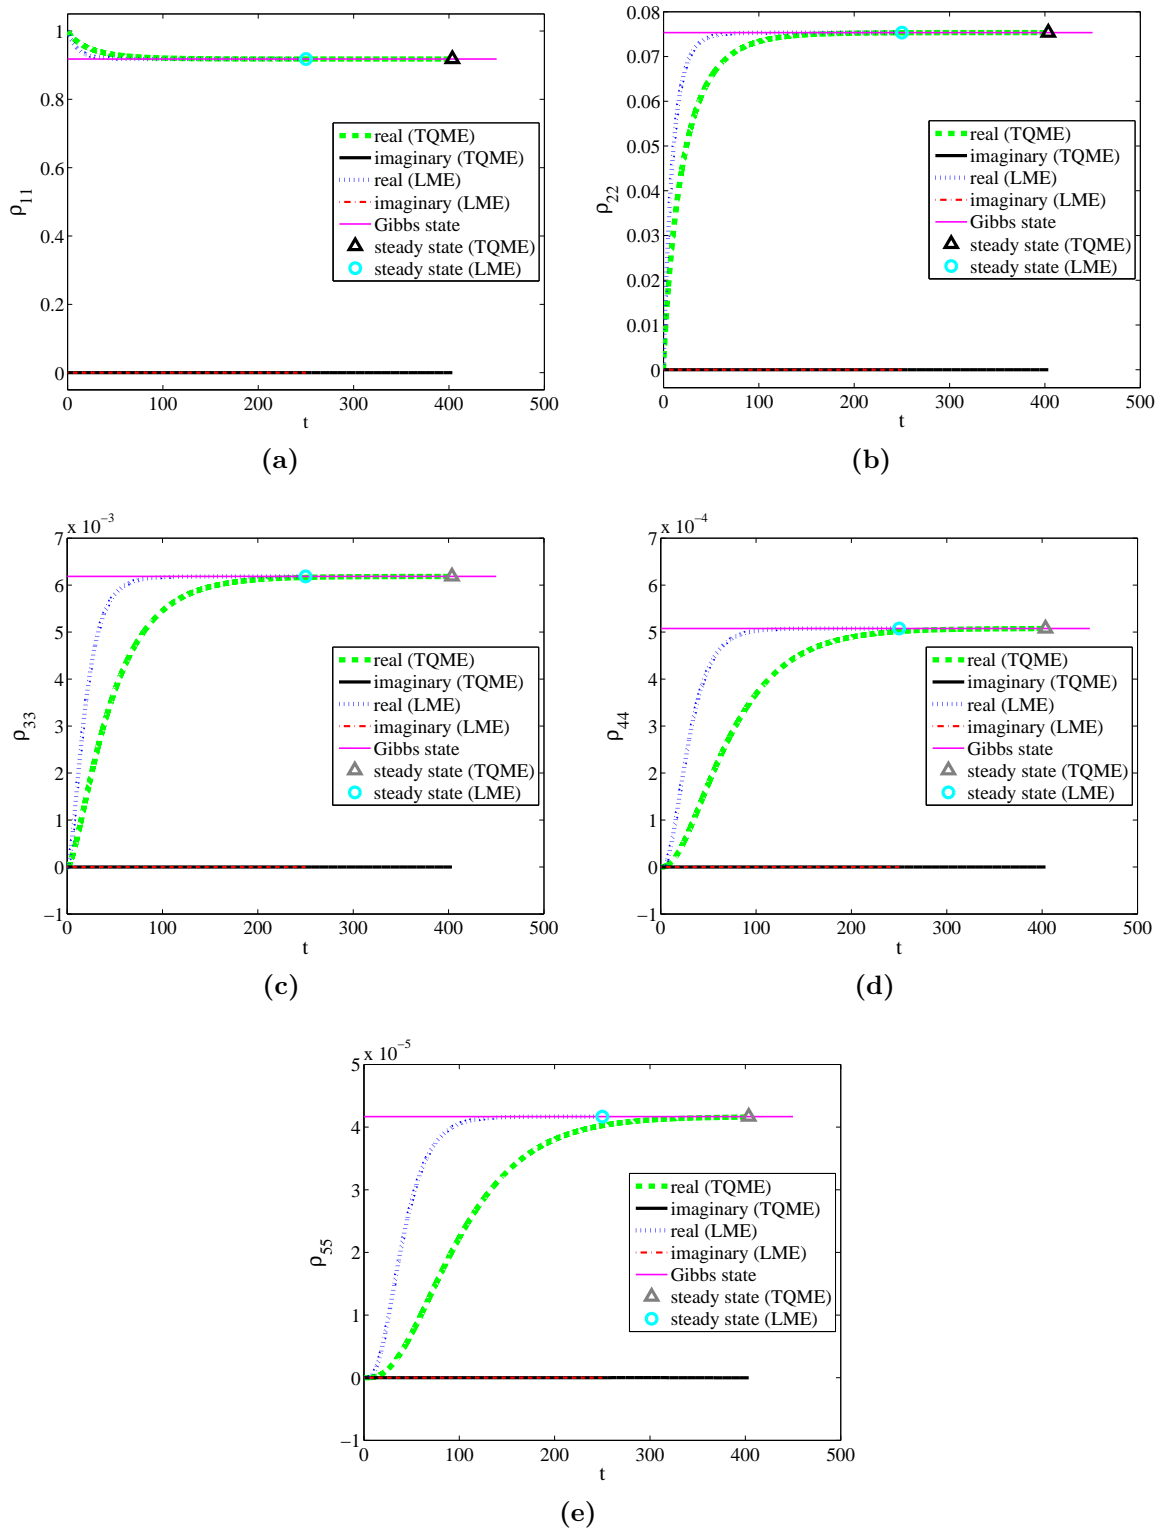 1
0.8
0.6
0.4
0.2
0
0 100 200 300 400 500
ρ11
t
real (TQME)
imaginary (TQME)
real (LME)
imaginary (LME)
Gibbs state
steady state (TQME)
steady state (LME)
(a)
0.08
0.07
0.06
0.05
0.04
0.03
0.02
0.01
0
0 100 200 300 400 500
ρ22
t
real (TQME)
imaginary (TQME)
real (LME)
imaginary (LME)
Gibbs state
steady state (TQME)
steady state (LME)
(b)
x 10−3
7
6
5
4
3
2
1
0
−1
0 100 200 300 400 500
ρ33
t
real (TQME)
imaginary (TQME)
real (LME)
imaginary (LME)
Gibbs state
steady state (TQME)
steady state (LME)
(c)
x 10−4
7
6
5
4
3
2
1
0
−1
0 100 200 300 400 500
ρ44
t
real (TQME)
imaginary (TQME)
real (LME)
imaginary (LME)
Gibbs state
steady state (TQME)
steady state (LME)
(d)
x 10−5
5
4
3
2
1
0
−1
0 100 200 300 400 500
ρ55
t
real (TQME)
imaginary (TQME)
real (LME)
imaginary (LME)
Gibbs state
steady state (TQME)
steady state (LME)
(e)